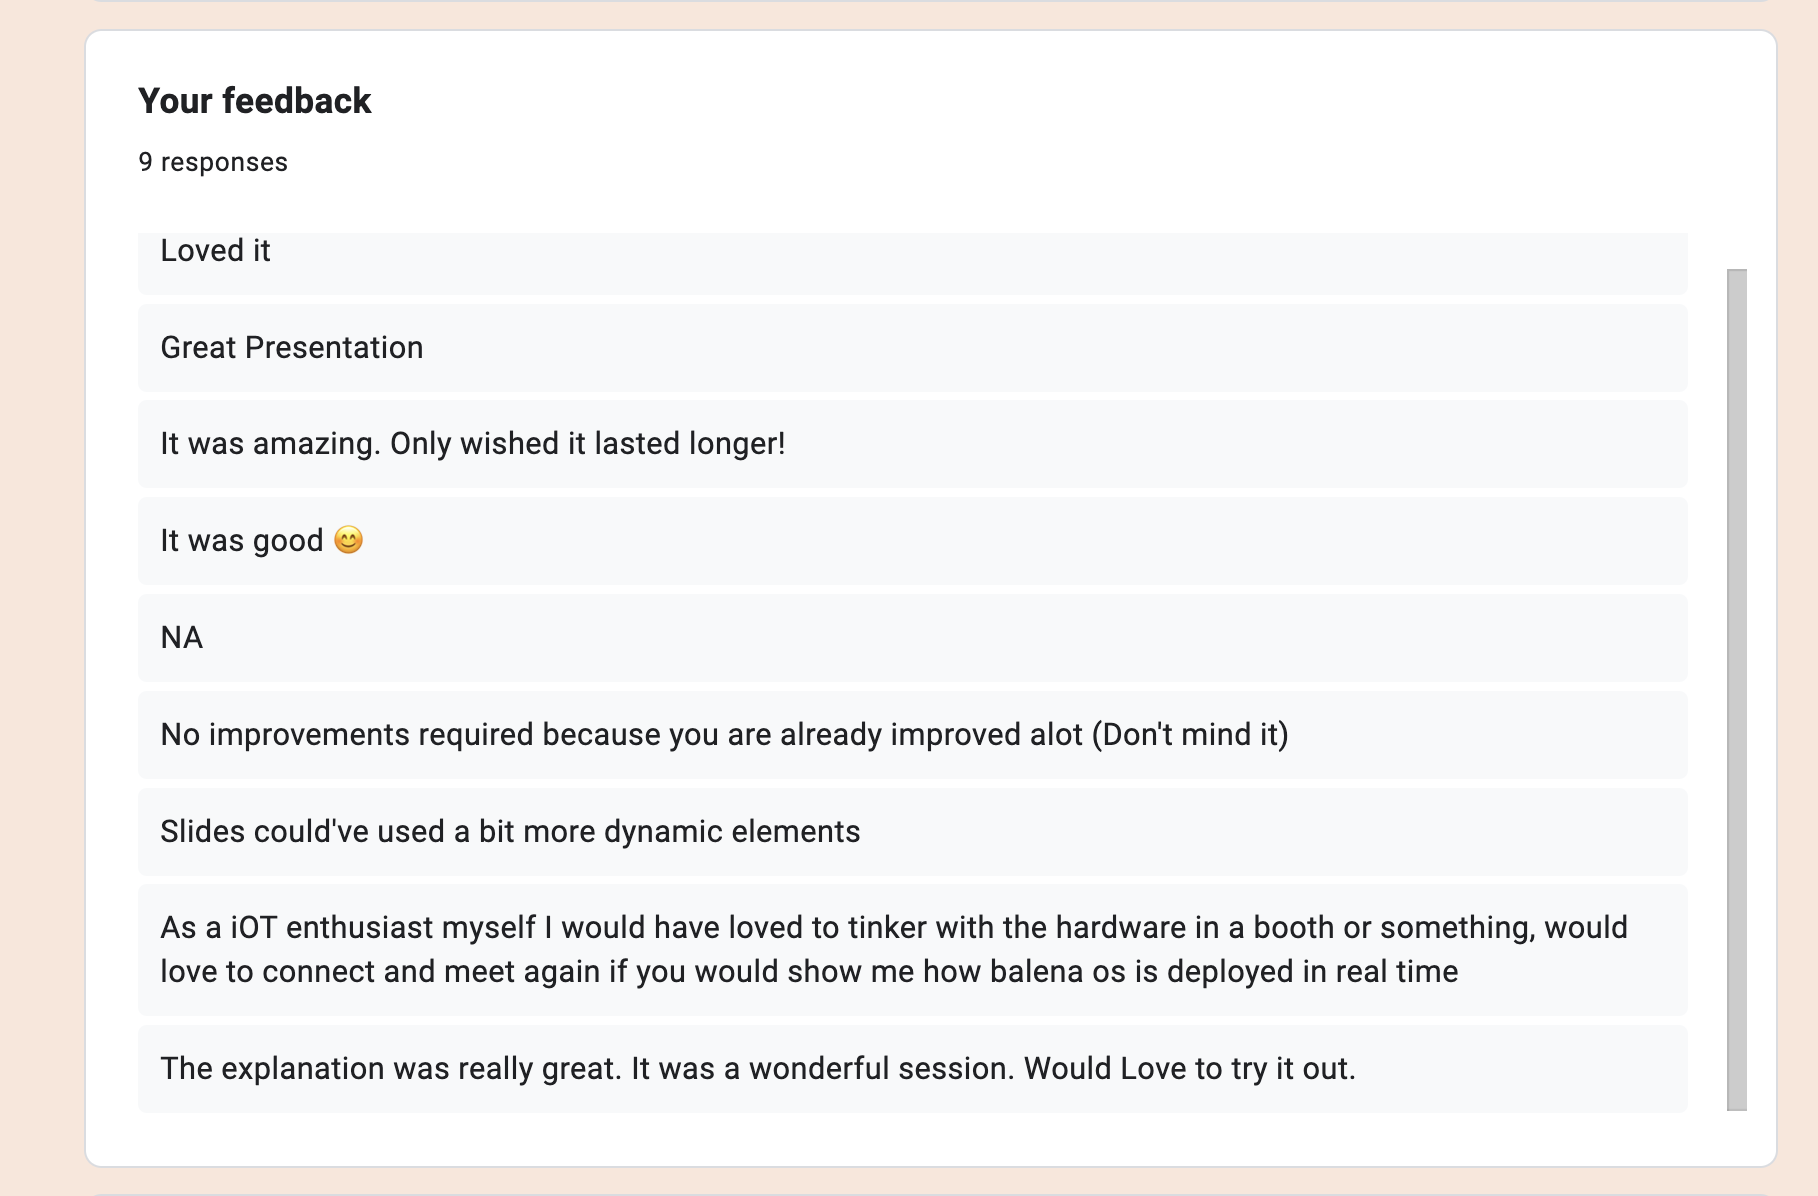 Your feedback
9 responses
Loved it
Great Presentation
It was amazing. Only wished it lasted longer!
It was good 😊
NA
No improvements required because you are already improved alot (Don't mind it)
Slides could've used a bit more dynamic elements
As a iOT enthusiast myself I would have loved to tinker with the hardware in a booth or something, would
love to connect and meet again if you would show me how balena os is deployed in real time
The explanation was really great. It was a wonderful session. Would Love to try it out.